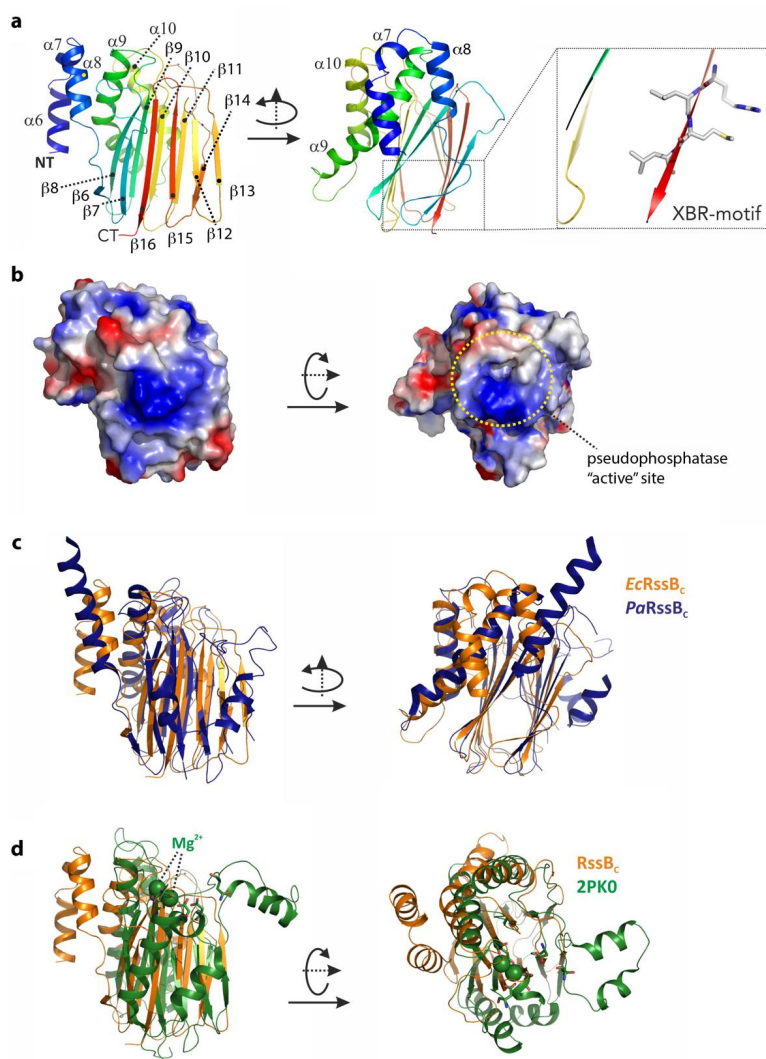 a
α7
α9
α10
β9
α8
β10
β11
β14
α6
NT
β8
β6
β7
CT
β16
β15
β12
β13
α7
α10
α8
α9
XBR-motif
b
pseudophosphatase
"active" site
c
EcRssBC
PaRssBC
d
Mg2+
RssBC
2PK0